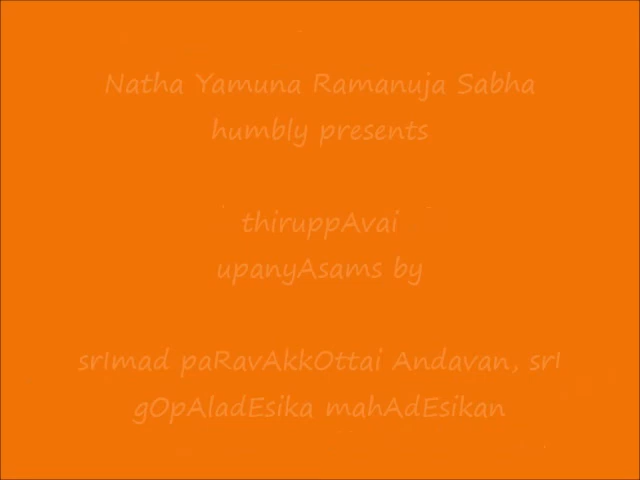 Natha Yamuna Ramanuja Sabha
humbly presents
thiruppAvai
upanyAsams by
srImad paRavAkkOttai Andavan, srI
gOpAladEsika mahAdEsikan